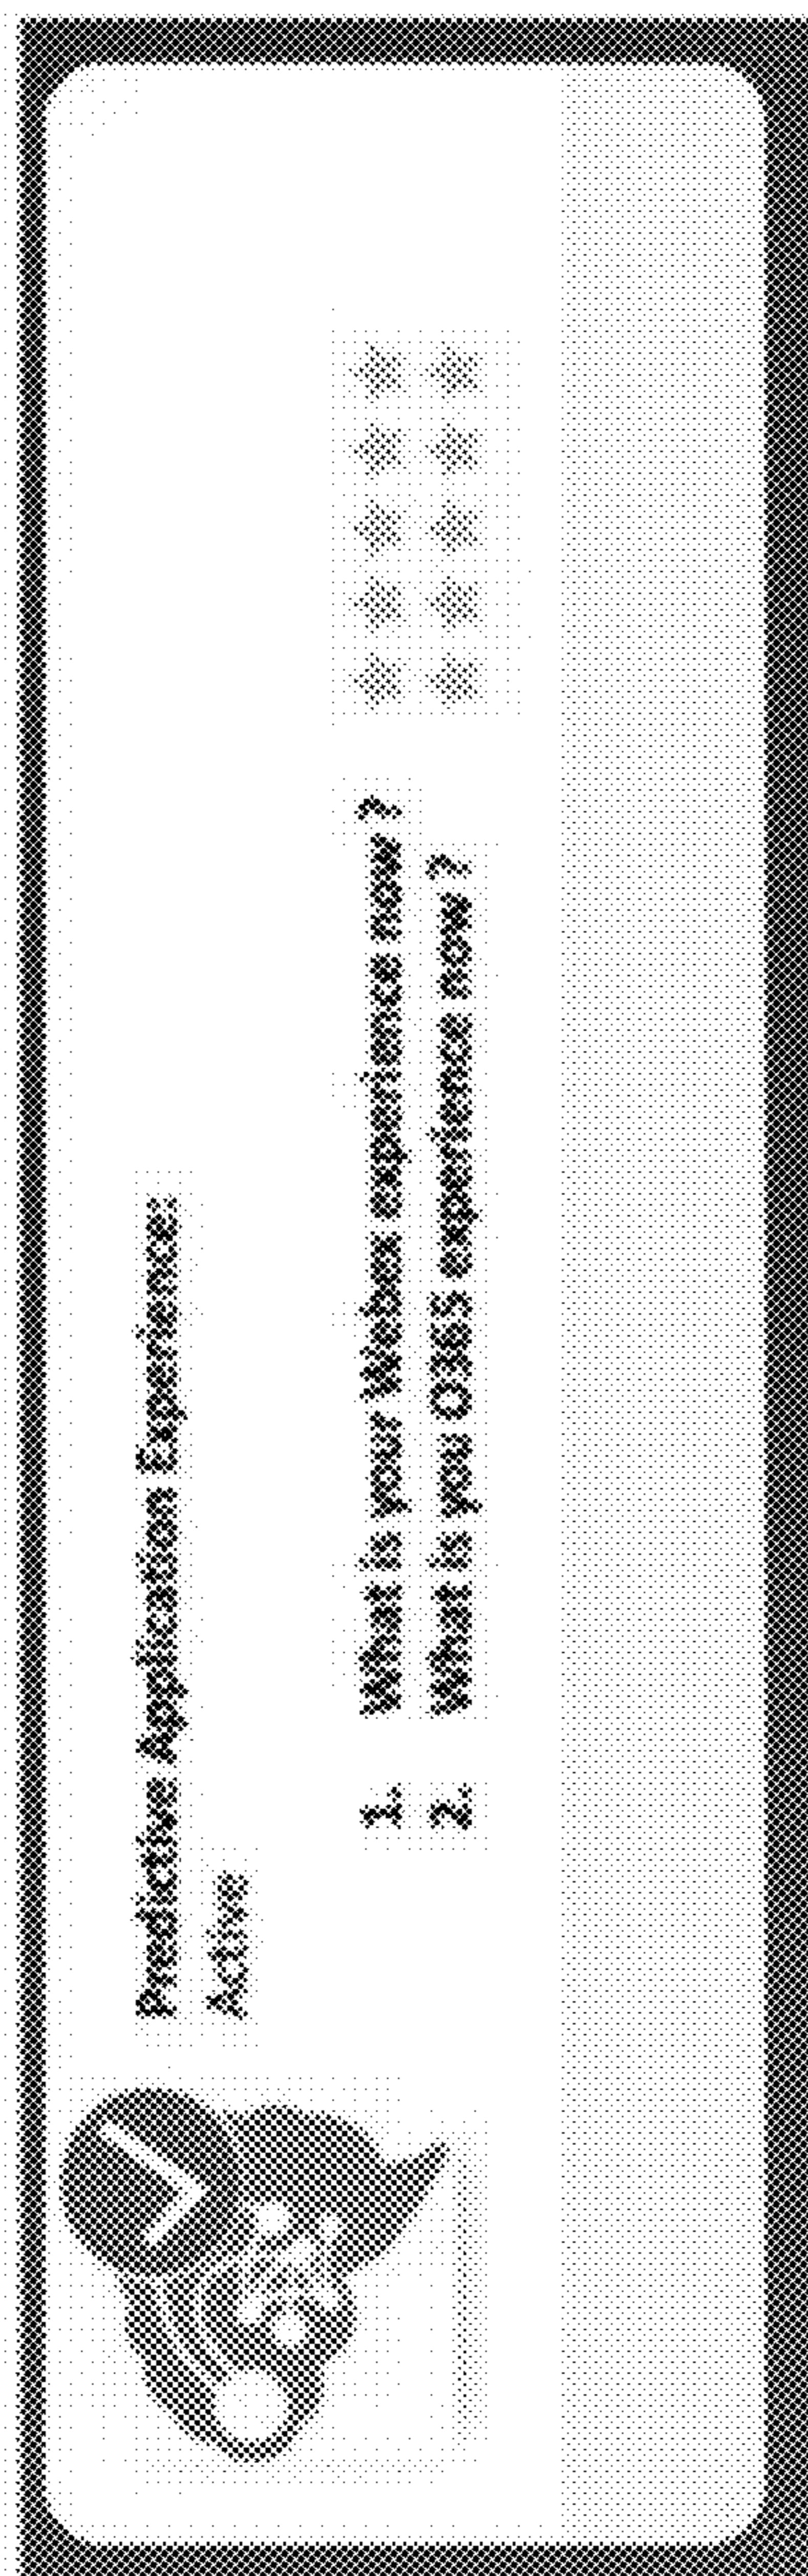 Predictive Application Experience:
Active
1. What is your Webex experience now ?
2. What is you O365 experience now ?